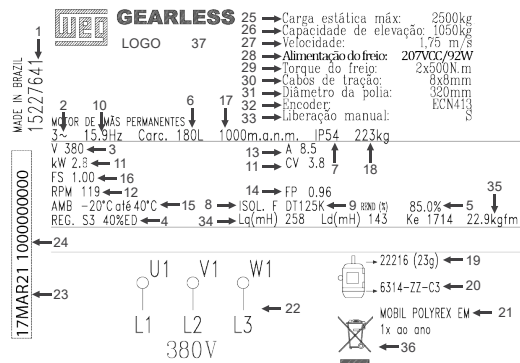 WEG GEARLESS
LOGO 37
25 Carga estática máx: 2500kg
26 Capacidade de elevação: 1050kg
27 Velocidade: 1,75 m/s
28 Alimentação do freio: 207VCC/92W
29 Torque do freio: 2x500N.m
30 Cabos de tração: 8x8mm
31 Diâmetro da polia: 320mm
32 Encoder: ECN413
33 Liberação manual: S
1
MADE IN BRAZIL
15227641
2 10 6 17
MOTOR DE IMÃS PERMANENTES
3~ 15.9Hz Carc. 180L 1000m.a.n.m. IP54 223kg
V 380 3 13 A 8.5
kW 2.8 11 11 CV 3.8 7 18
FS 1.00 16
RPM 119 12 14 FP 0.96 35
AMB -20°C até 40°C 15 8 ISOL. F DT125K 9 REND (%) 85.0% 5
REG. S3 40%ED 4 34 Lq(mH) 258 Ld(mH) 143 Ke 1714 22.9kgfm
17MAR21 1000000000
24
23
U1 V1 W1
L1 L2 L3 22
380V
22216 (23g) 19
6314-ZZ-C3 20
MOBIL POLYREX EM 21
1x ao ano
36